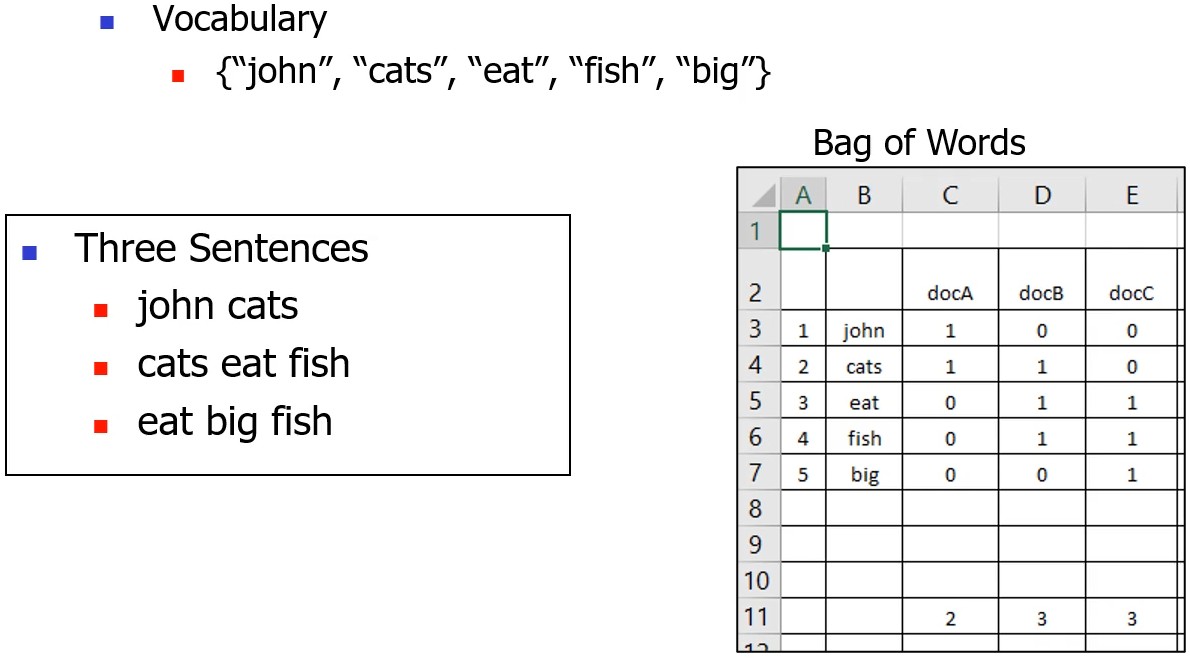 Vocabulary
{“john”, “cats”, “eat”, “fish”, “big”}
Bag of Words
Three Sentences
john cats
cats eat fish
eat big fish
A B C D E
1
2 docA docB docC
3 1 john 1 0 0
4 2 cats 1 1 0
5 3 eat 0 1 1
6 4 fish 0 1 1
7 5 big 0 0 1
8
9
10
11 2 3 3